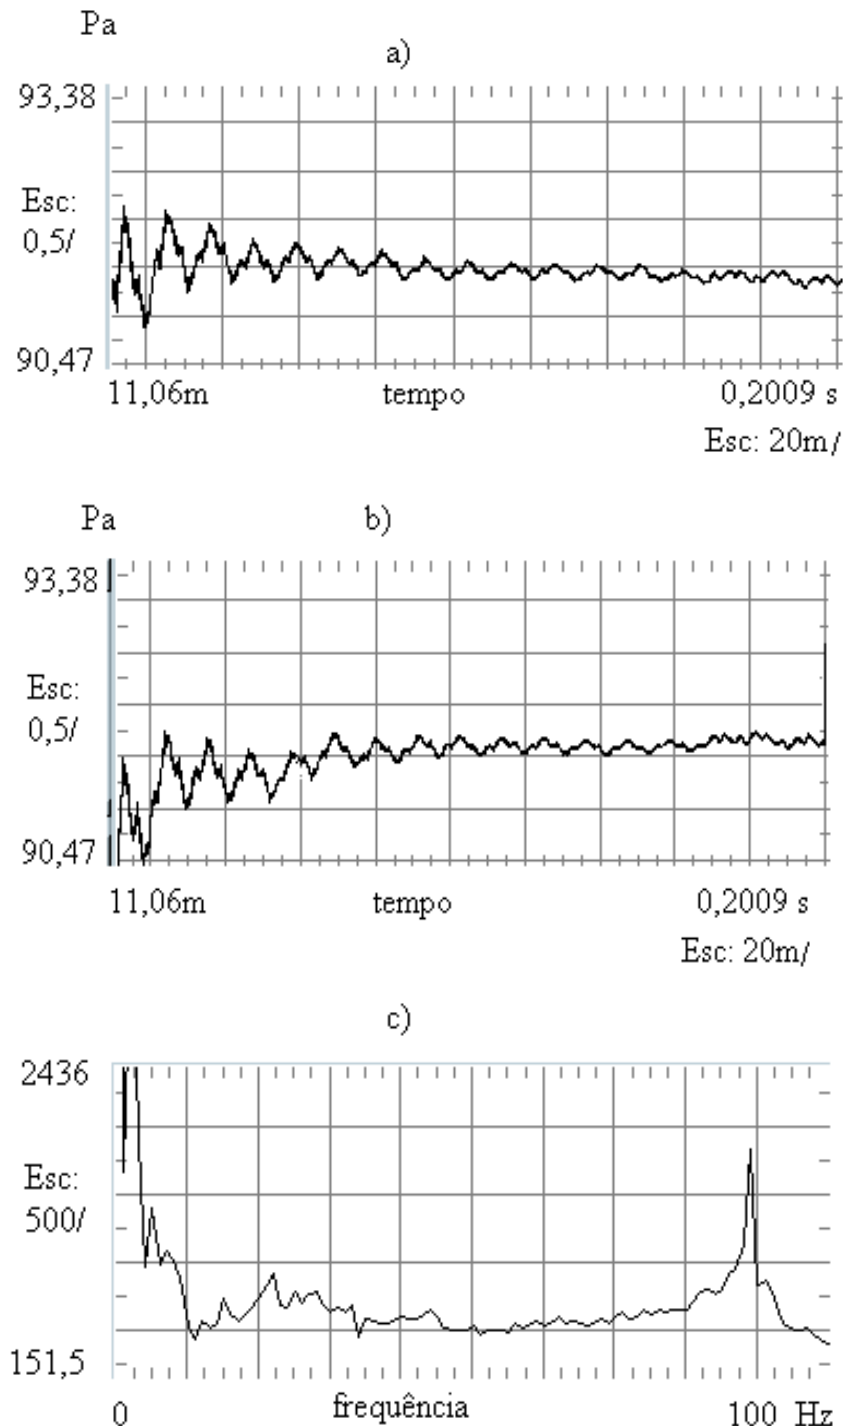 Pa
a)
93,38
Esc:
0,5/
90,47
11,06m tempo 0,2009 s
Esc: 20m/
Pa b)
93,38
Esc:
0,5/
90,47
11,06m tempo 0,2009 s
Esc: 20m/
c)
2436
Esc:
500/
151,5
0 frequência 100 Hz